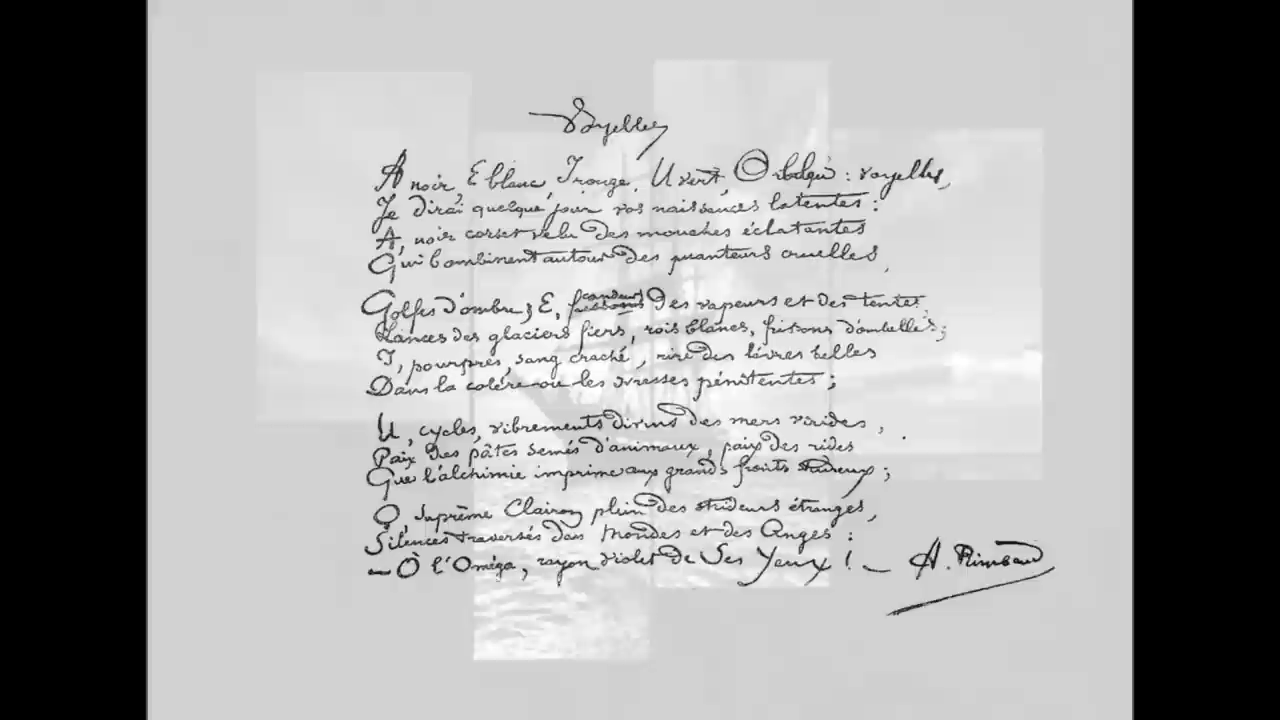 Voyelles
A noir, E blanc, I rouge, U vert, O bleu : voyelles,
Je dirai quelque jour vos naissances latentes :
A, noir corset velu des mouches éclatantes
Qui bombinent autour des puanteurs cruelles,
Golfes d'ombre ; E, frissons candeurs des vapeurs et des tentes,
Lances des glaciers fiers, rois blancs, frissons d'ombelles ;
I, pourpres, sang craché, rire des lèvres belles
Dans la colère ou les ivresses pénitentes ;
U, cycles, vibrements divins des mers virides,
Paix des pâtis semés d'animaux, paix des rides
Que l'alchimie imprime aux grands fronts studieux ;
O, suprême Clairon plein des strideurs étranges,
Silences traversés des Mondes et des Anges :
— O l'Oméga, rayon violet de Ses Yeux ! — A. Rimbaud